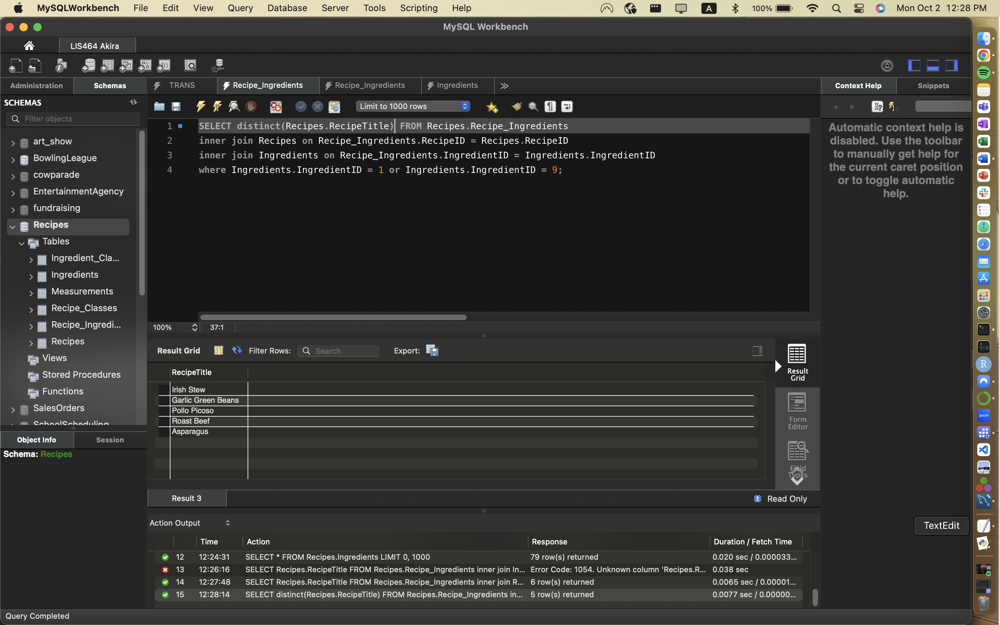 MySQLWorkbench File Edit View Query Database Server Tools Scripting Help A 100% Mon Oct 2 12:28 PM
MySQL Workbench
LIS464 Akira
Administration Schemas TRANS Recipe_Ingredients Recipe_Ingredients Ingredients Context Help Snippets
SCHEMAS
Limit to 1000 rows
Filter objects
1 SELECT distinct(Recipes.RecipeTitle) FROM Recipes.Recipe_Ingredients
2 inner join Recipes on Recipe_Ingredients.RecipeID = Recipes.RecipeID
3 inner join Ingredients on Recipe_Ingredients.IngredientID = Ingredients.IngredientID
4 where Ingredients.IngredientID = 1 or Ingredients.IngredientID = 9;
Automatic context help is
disabled. Use the toolbar
to manually get help for
the current caret position
or to toggle automatic
help.
art_show
BowlingLeague
cowparade
EntertainmentAgency
fundraising
Recipes
Tables
Ingredient_Cla...
Ingredients
Measurements
Recipe_Classes
Recipe_Ingredi...
Recipes
Views
Stored Procedures
Functions
SalesOrders
SchoolScheduling
100% 37:1
Result Grid Filter Rows: Search Export:
RecipeTitle
Irish Stew
Garlic Green Beans
Pollo Picoso
Roast Beef
Asparagus
Result
Grid
Form
Editor
Field
Types
Object Info Session
Schema: Recipes
Result 3 Read Only
Action Output
TextEdit
Time Action Response Duration / Fetch Time
12 12:24:31 SELECT * FROM Recipes.Ingredients LIMIT 0, 1000 79 row(s) returned 0.020 sec / 0.000033...
13 12:26:16 SELECT Recipes.RecipeTitle FROM Recipes.Recipe_Ingredients inner join In... Error Code: 1054. Unknown column 'Recipes.R... 0.038 sec
14 12:27:48 SELECT Recipes.RecipeTitle FROM Recipes.Recipe_Ingredients inner join R... 6 row(s) returned 0.0065 sec / 0.00001...
15 12:28:14 SELECT distinct(Recipes.RecipeTitle) FROM Recipes.Recipe_Ingredients in... 5 row(s) returned 0.0077 sec / 0.00000...
Query Completed
zoom
17
R